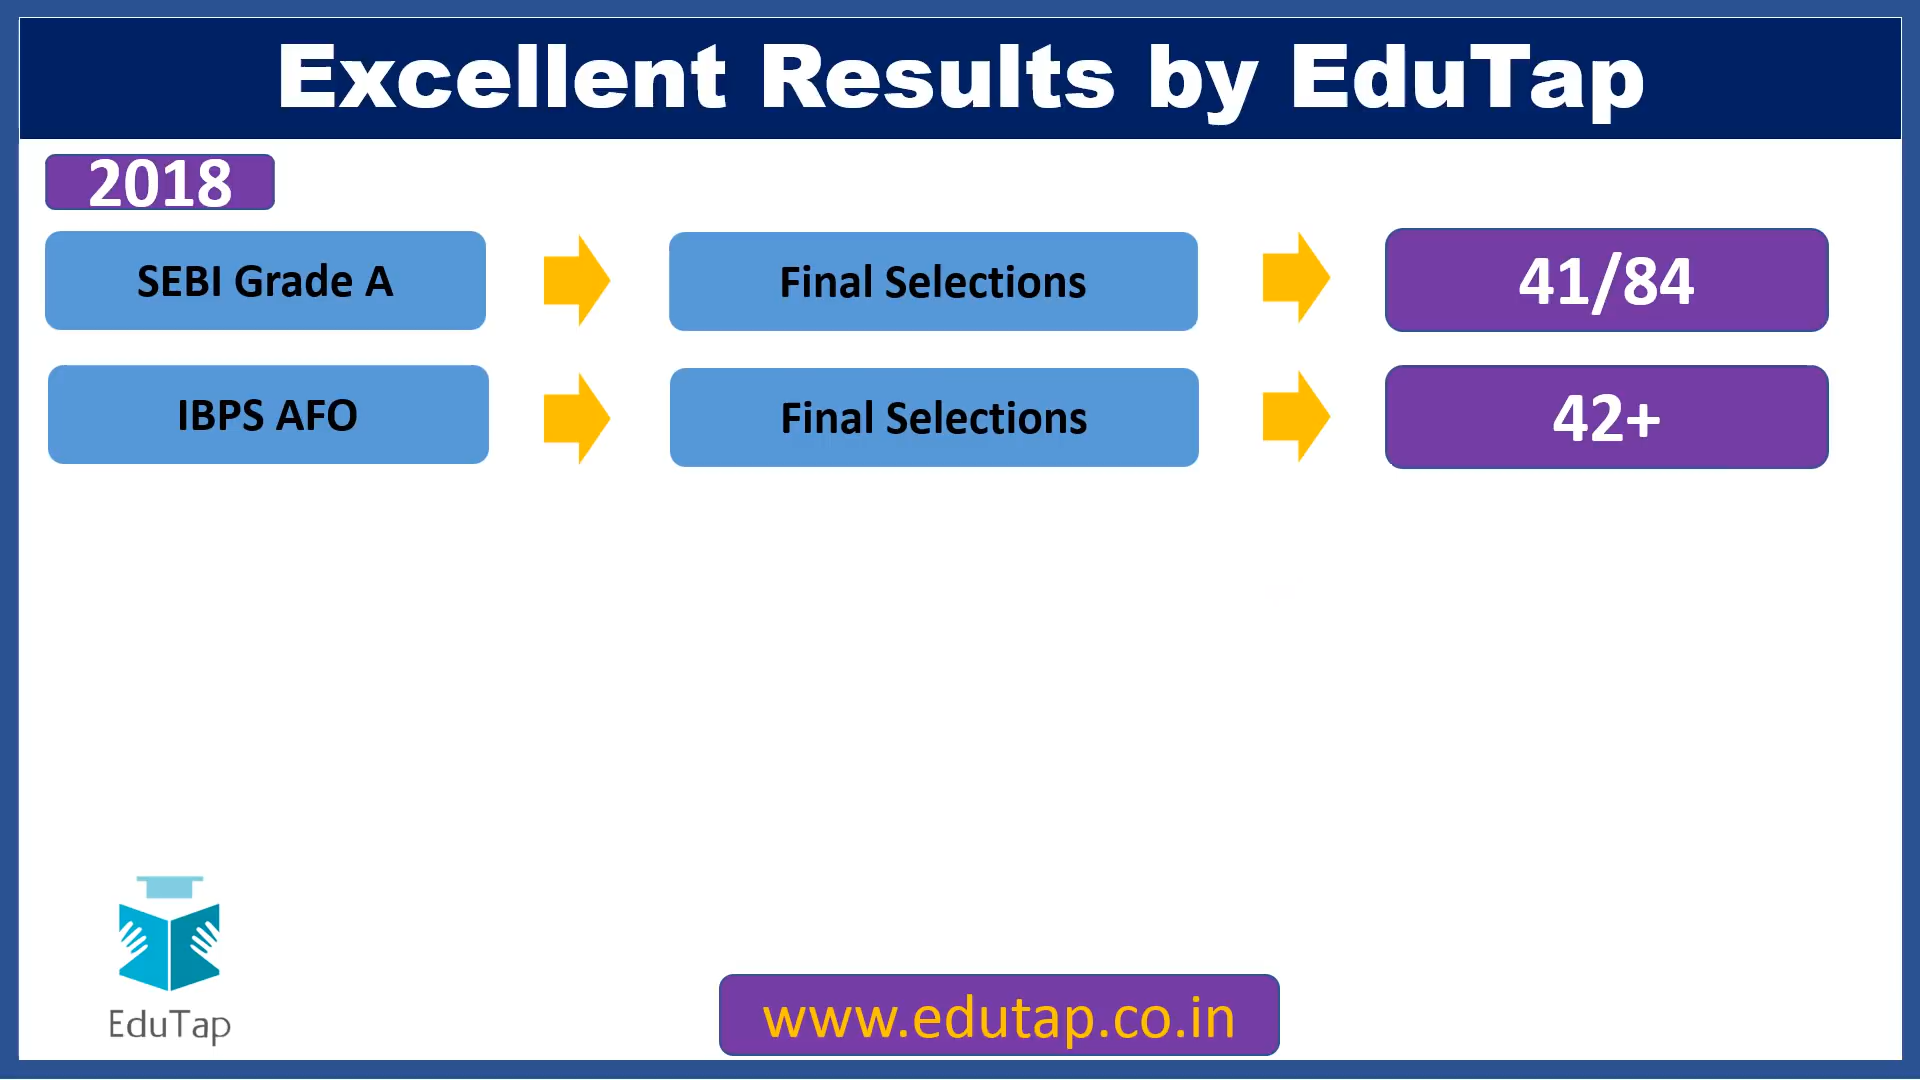 Excellent Results by EduTap
2018
SEBI Grade A
Final Selections
41/84
IBPS AFO
Final Selections
42+
EduTap
www.edutap.co.in